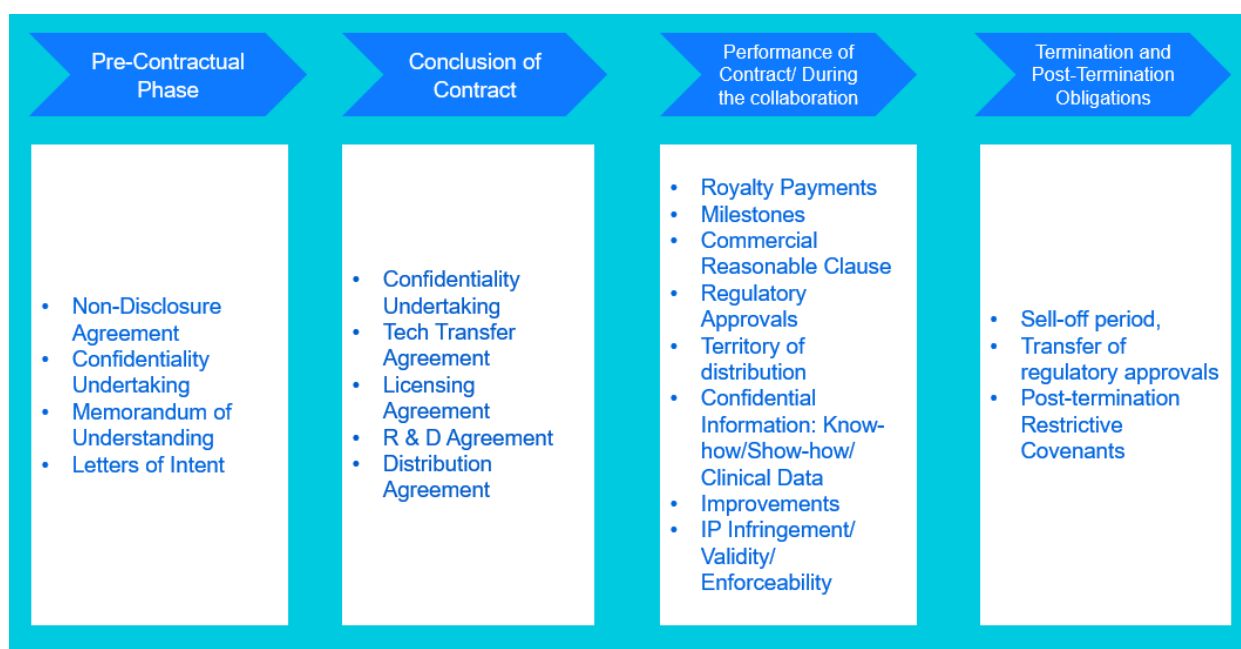 Pre-Contractual
Phase
Conclusion of
Contract
Performance of
Contract/ During
the collaboration
Termination and
Post-Termination
Obligations
• Non-Disclosure
Agreement
• Confidentiality
Undertaking
• Memorandum of
Understanding
• Letters of Intent
• Confidentiality
Undertaking
• Tech Transfer
Agreement
• Licensing
Agreement
• R & D Agreement
• Distribution
Agreement
• Royalty Payments
• Milestones
• Commercial
Reasonable Clause
• Regulatory
Approvals
• Territory of
distribution
• Confidential
Information: Know-
how/Show-how/
Clinical Data
• Improvements
• IP Infringement/
Validity/
Enforceability
• Sell-off period,
• Transfer of
regulatory approvals
• Post-termination
Restrictive
Covenants